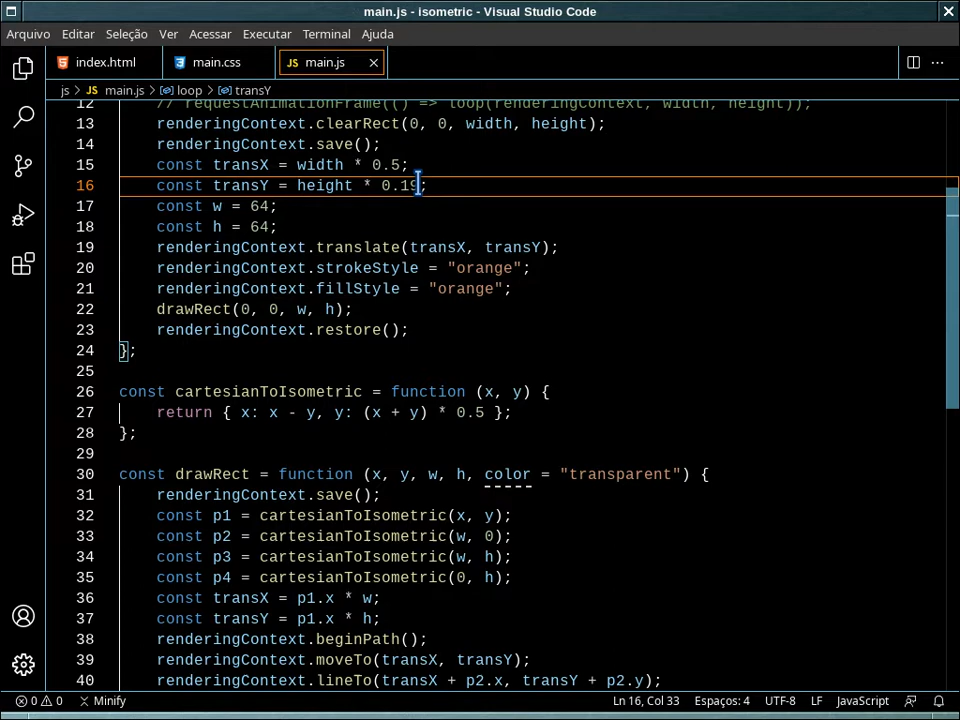 main.js - isometric - Visual Studio Code
Arquivo Editar Seleção Ver Acessar Executar Terminal Ajuda
index.html main.css JS main.js
js > JS main.js > loop > transY
12 // requestAnimationFrame(() => loop(renderingContext, width, height));
13 renderingContext.clearRect(0, 0, width, height);
14 renderingContext.save();
15 const transX = width * 0.5;
16 const transY = height * 0.19;
17 const w = 64;
18 const h = 64;
19 renderingContext.translate(transX, transY);
20 renderingContext.strokeStyle = "orange";
21 renderingContext.fillStyle = "orange";
22 drawRect(0, 0, w, h);
23 renderingContext.restore();
24 };
25
26 const cartesianToIsometric = function (x, y) {
27 return { x: x - y, y: (x + y) * 0.5 };
28 };
29
30 const drawRect = function (x, y, w, h, color = "transparent") {
31 renderingContext.save();
32 const p1 = cartesianToIsometric(x, y);
33 const p2 = cartesianToIsometric(w, 0);
34 const p3 = cartesianToIsometric(w, h);
35 const p4 = cartesianToIsometric(0, h);
36 const transX = p1.x * w;
37 const transY = p1.x * h;
38 renderingContext.beginPath();
39 renderingContext.moveTo(transX, transY);
40 renderingContext.lineTo(transX + p2.x, transY + p2.y);
0 0 Minify Ln 16, Col 33 Espaços: 4 UTF-8 LF JavaScript